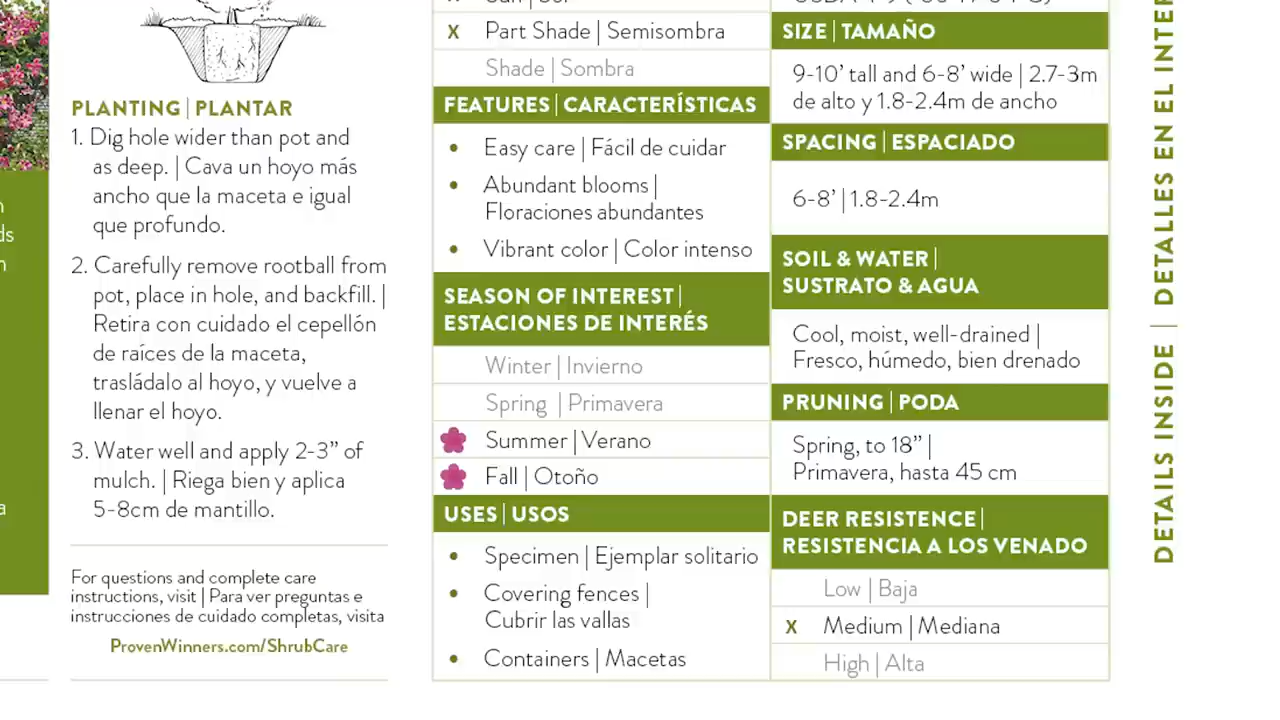 PLANTING | PLANTAR
1. Dig hole wider than pot and
as deep. | Cava un hoyo más
ancho que la maceta e igual
que profundo.
2. Carefully remove rootball from
pot, place in hole, and backfill. |
Retira con cuidado el cepellón
de raíces de la maceta,
trasládalo al hoyo, y vuelve a
llenar el hoyo.
3. Water well and apply 2-3” of
mulch. | Riega bien y aplica
5-8cm de mantillo.
For questions and complete care
instructions, visit | Para ver preguntas e
instrucciones de cuidado completas, visita
ProvenWinners.com/ShrubCare
X Part Shade | Semisombra
Shade | Sombra
FEATURES | CARACTERÍSTICAS
• Easy care | Fácil de cuidar
• Abundant blooms |
Floraciones abundantes
• Vibrant color | Color intenso
SEASON OF INTEREST |
ESTACIONES DE INTERÉS
Winter | Invierno
Spring | Primavera
Summer | Verano
Fall | Otoño
USES | USOS
• Specimen | Ejemplar solitario
• Covering fences |
Cubrir las vallas
• Containers | Macetas
SIZE | TAMAÑO
9-10’ tall and 6-8’ wide | 2.7-3m
de alto y 1.8-2.4m de ancho
SPACING | ESPACIADO
6-8’ | 1.8-2.4m
SOIL & WATER |
SUSTRATO & AGUA
Cool, moist, well-drained |
Fresco, húmedo, bien drenado
PRUNING | PODA
Spring, to 18” |
Primavera, hasta 45 cm
DEER RESISTENCE |
RESISTENCIA A LOS VENADO
Low | Baja
X Medium | Mediana
High | Alta
DETAILS INSIDE | DETALLES EN EL INTER